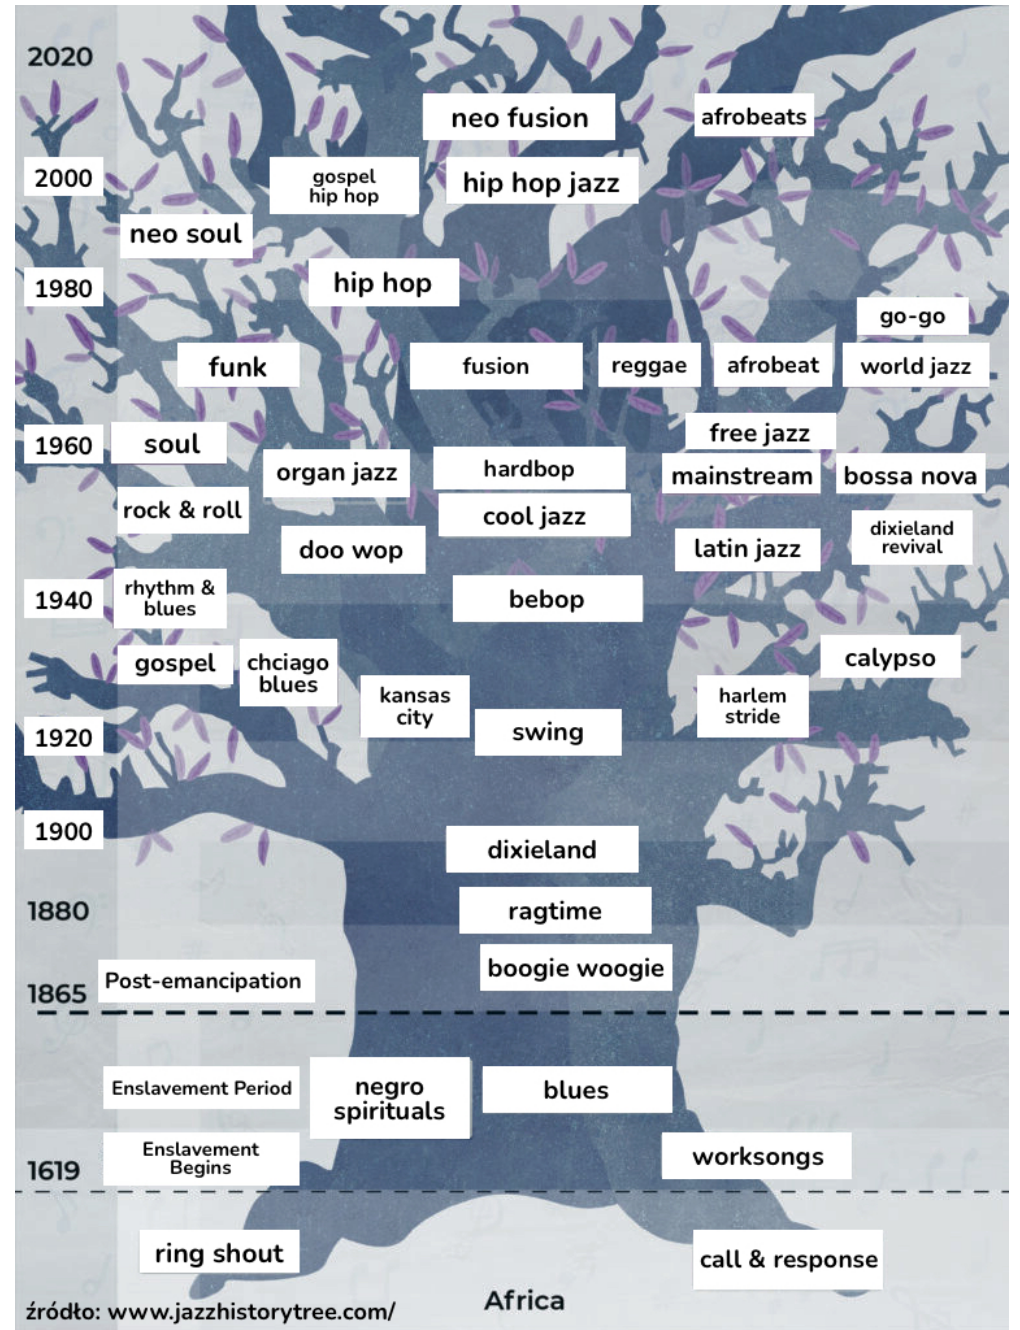 2020
neo fusion
afrobeats
2000
gospel
hip hop
hip hop jazz
neo soul
1980
hip hop
go-go
funk
fusion
reggae
afrobeat
world jazz
1960
soul
free jazz
organ jazz
hardbop
mainstream
bossa nova
rock & roll
cool jazz
doo wop
latin jazz
dixieland
revival
1940
rhythm &
blues
bebop
gospel
chciago
blues
calypso
kansas
city
harlem
stride
1920
swing
1900
dixieland
1880
ragtime
boogie woogie
Post-emancipation
1865
Enslavement Period
negro
spirituals
blues
Enslavement
Begins
1619
worksongs
ring shout
call & response
Africa
źródło: www.jazzhistorytree.com/